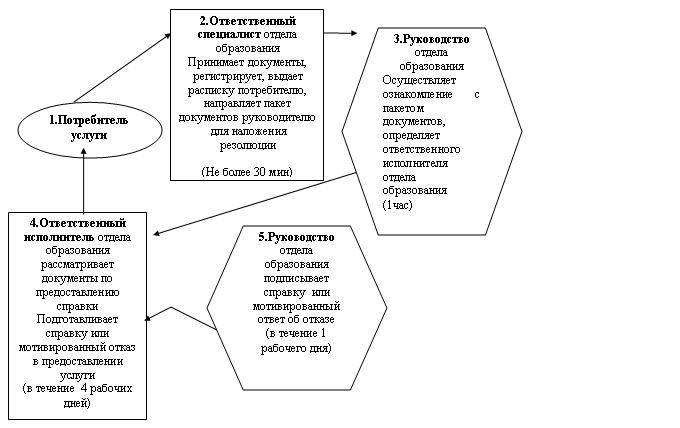 1.Потребитель
услуги
2.Ответственный
специалист отдела
образования
Принимает документы,
регистрирует, выдает
расписку потребителю,
направляет пакет
документов руководителю
для наложения
резолюции
(Не более 30 мин)
3.Руководство
отдела
образования
Осуществляет
ознакомление с
пакетом
документов,
определяет
ответственного
исполнителя
отдела
образования
(1час)
4.Ответственный
исполнитель отдела
образования
рассматривает
документы по
предоставлению
справки
Подготавливает
справку или
мотивированный отказ
в предоставлении
услуги
(в течение 4 рабочих
дней)
5.Руководство
отдела
образования
подписывает
справку или
мотивированный
ответ об отказе
(в течение 1
рабочего дня)